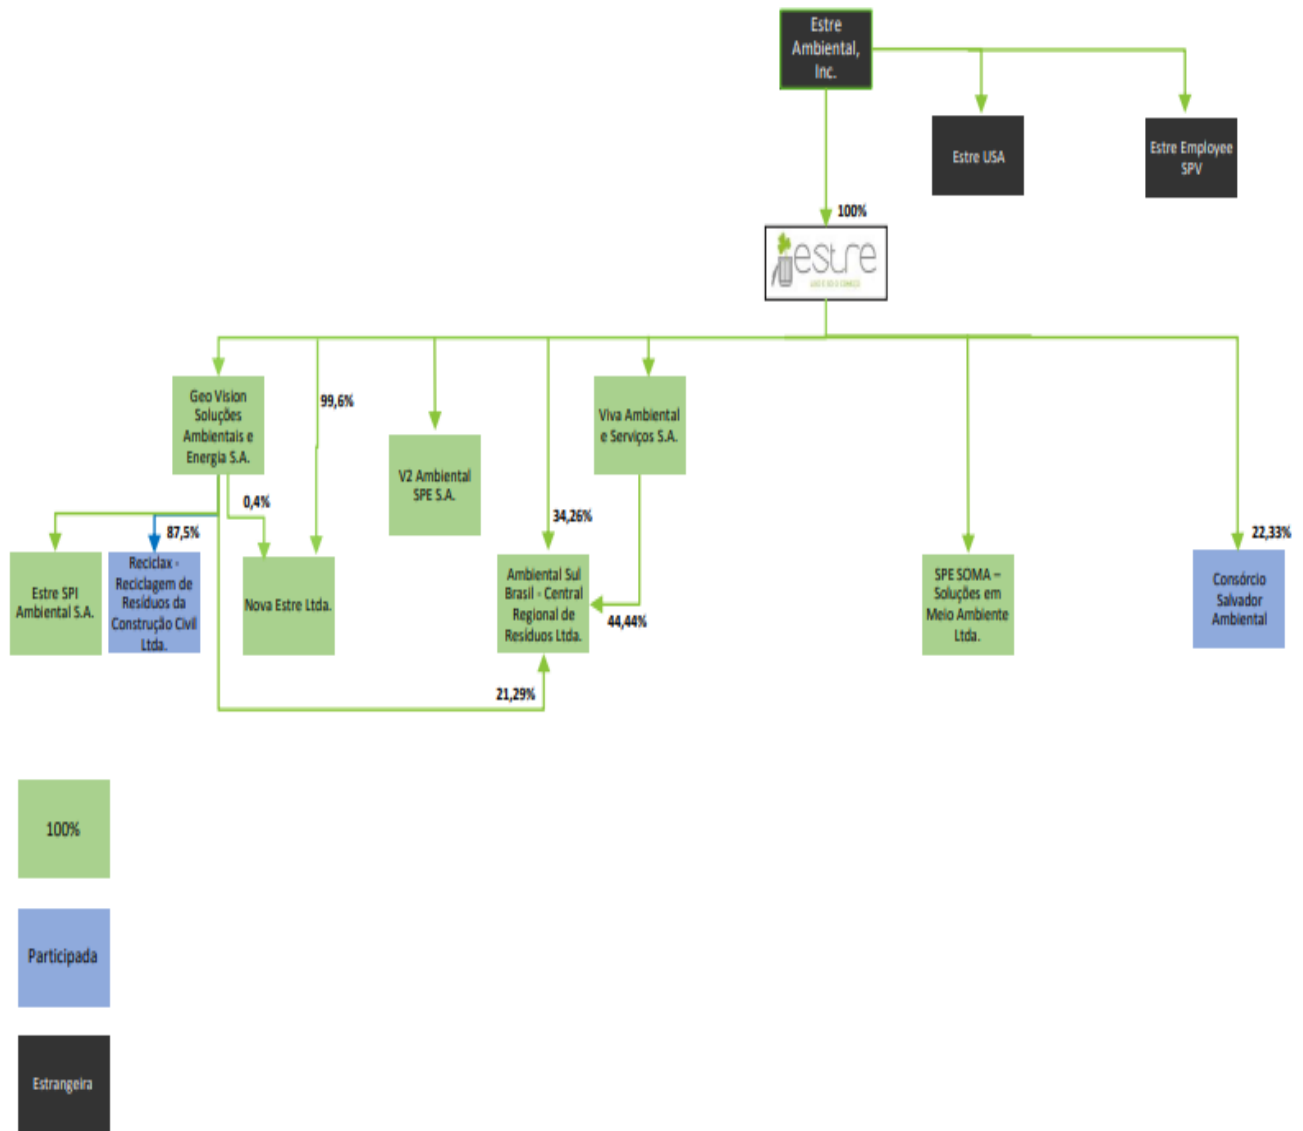 Estre
Ambiental,
Inc.
Estre USA
Estre Employee
SPV
100%
estre
Geo Vision
Soluções
Ambientais e
Energia S.A.
99,6%
V2 Ambiental
SPE S.A.
Viva Ambiental
e Serviços S.A.
0,4%
87,5%
34,26%
22,33%
Estre SPI
Ambiental S.A.
Reciclax -
Reciclagem de
Resíduos da
Construção Civil
Ltda.
Nova Estre Ltda.
Ambiental Sul
Brasil - Central
Regional de
Resíduos Ltda.
44,44%
SPE SOMA –
Soluções em
Meio Ambiente
Ltda.
Consórcio
Salvador
Ambiental
21,29%
100%
Participada
Estrangeira